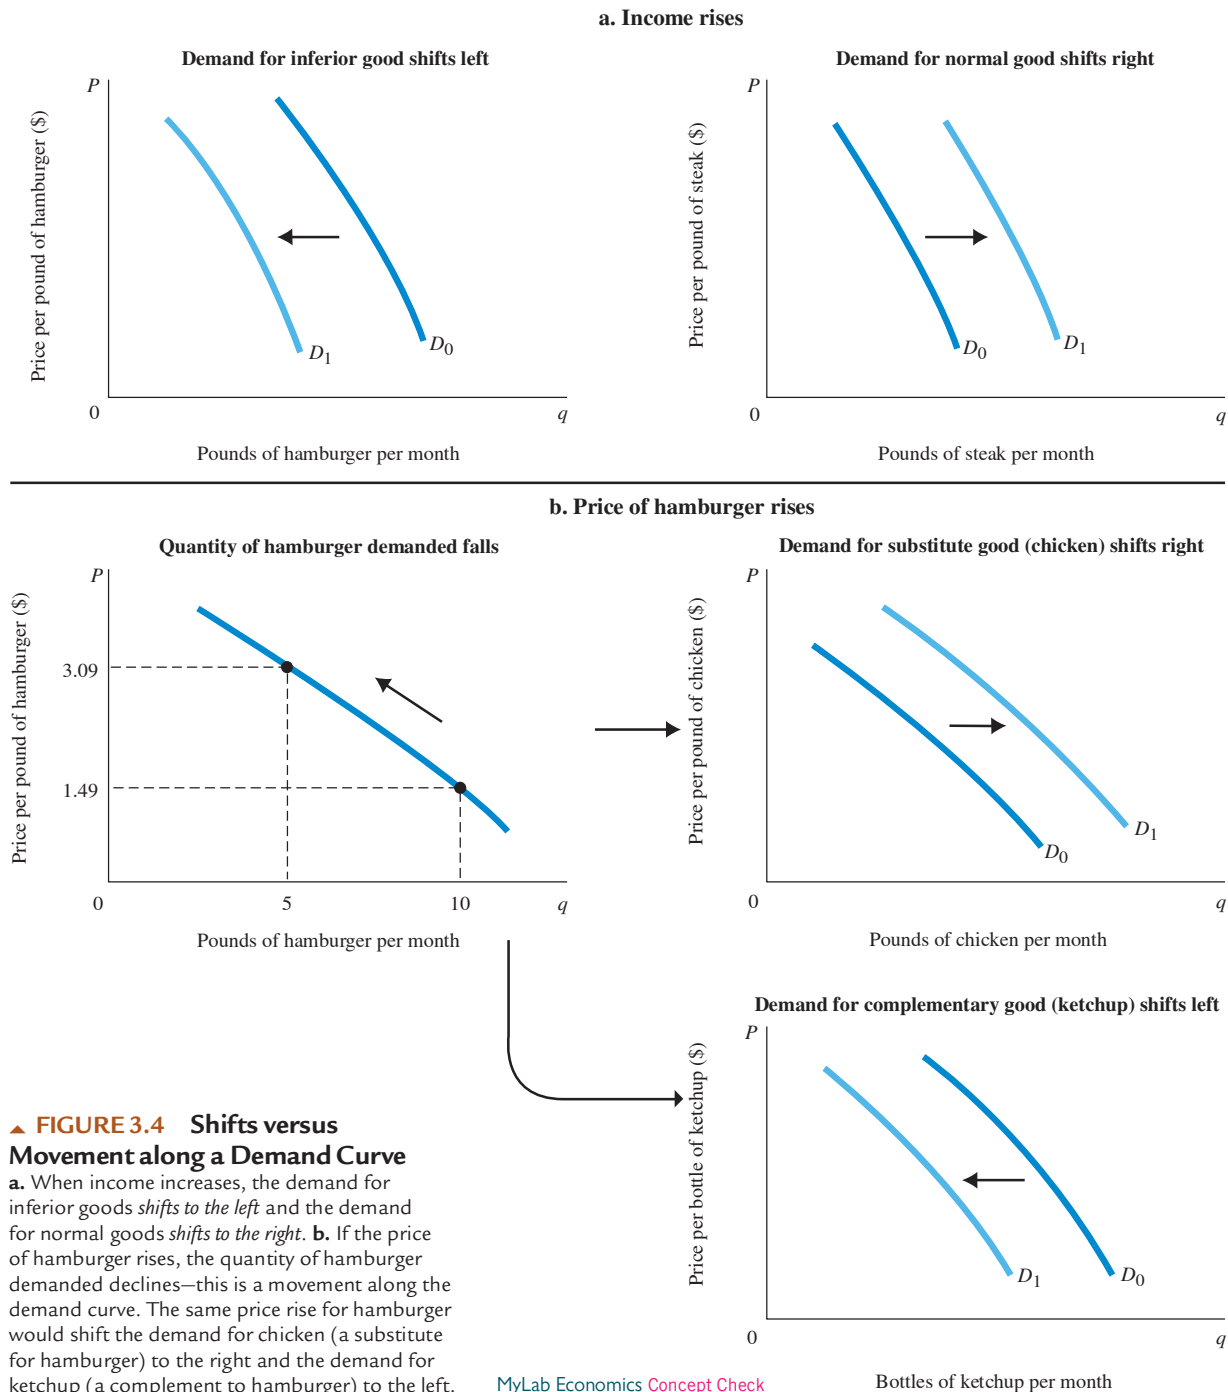 a. Income rises
Demand for inferior good shifts left
P
Price per pound of hamburger ($)
D1
D0
0
q
Pounds of hamburger per month
Demand for normal good shifts right
P
Price per pound of steak ($)
D0
D1
0
q
Pounds of steak per month
b. Price of hamburger rises
Quantity of hamburger demanded falls
P
Price per pound of hamburger ($)
3.09
1.49
0
5
10
q
Pounds of hamburger per month
Demand for substitute good (chicken) shifts right
P
Price per pound of chicken ($)
D1
D0
0
q
Pounds of chicken per month
Demand for complementary good (ketchup) shifts left
P
Price per bottle of ketchup ($)
D1
D0
0
q
Bottles of ketchup per month
▲ FIGURE 3.4 Shifts versus
Movement along a Demand Curve
a. When income increases, the demand for
inferior goods shifts to the left and the demand
for normal goods shifts to the right. b. If the price
of hamburger rises, the quantity of hamburger
demanded declines—this is a movement along the
demand curve. The same price rise for hamburger
would shift the demand for chicken (a substitute
for hamburger) to the right and the demand for
ketchup (a complement to hamburger) to the left.
MyLab Economics Concept Check